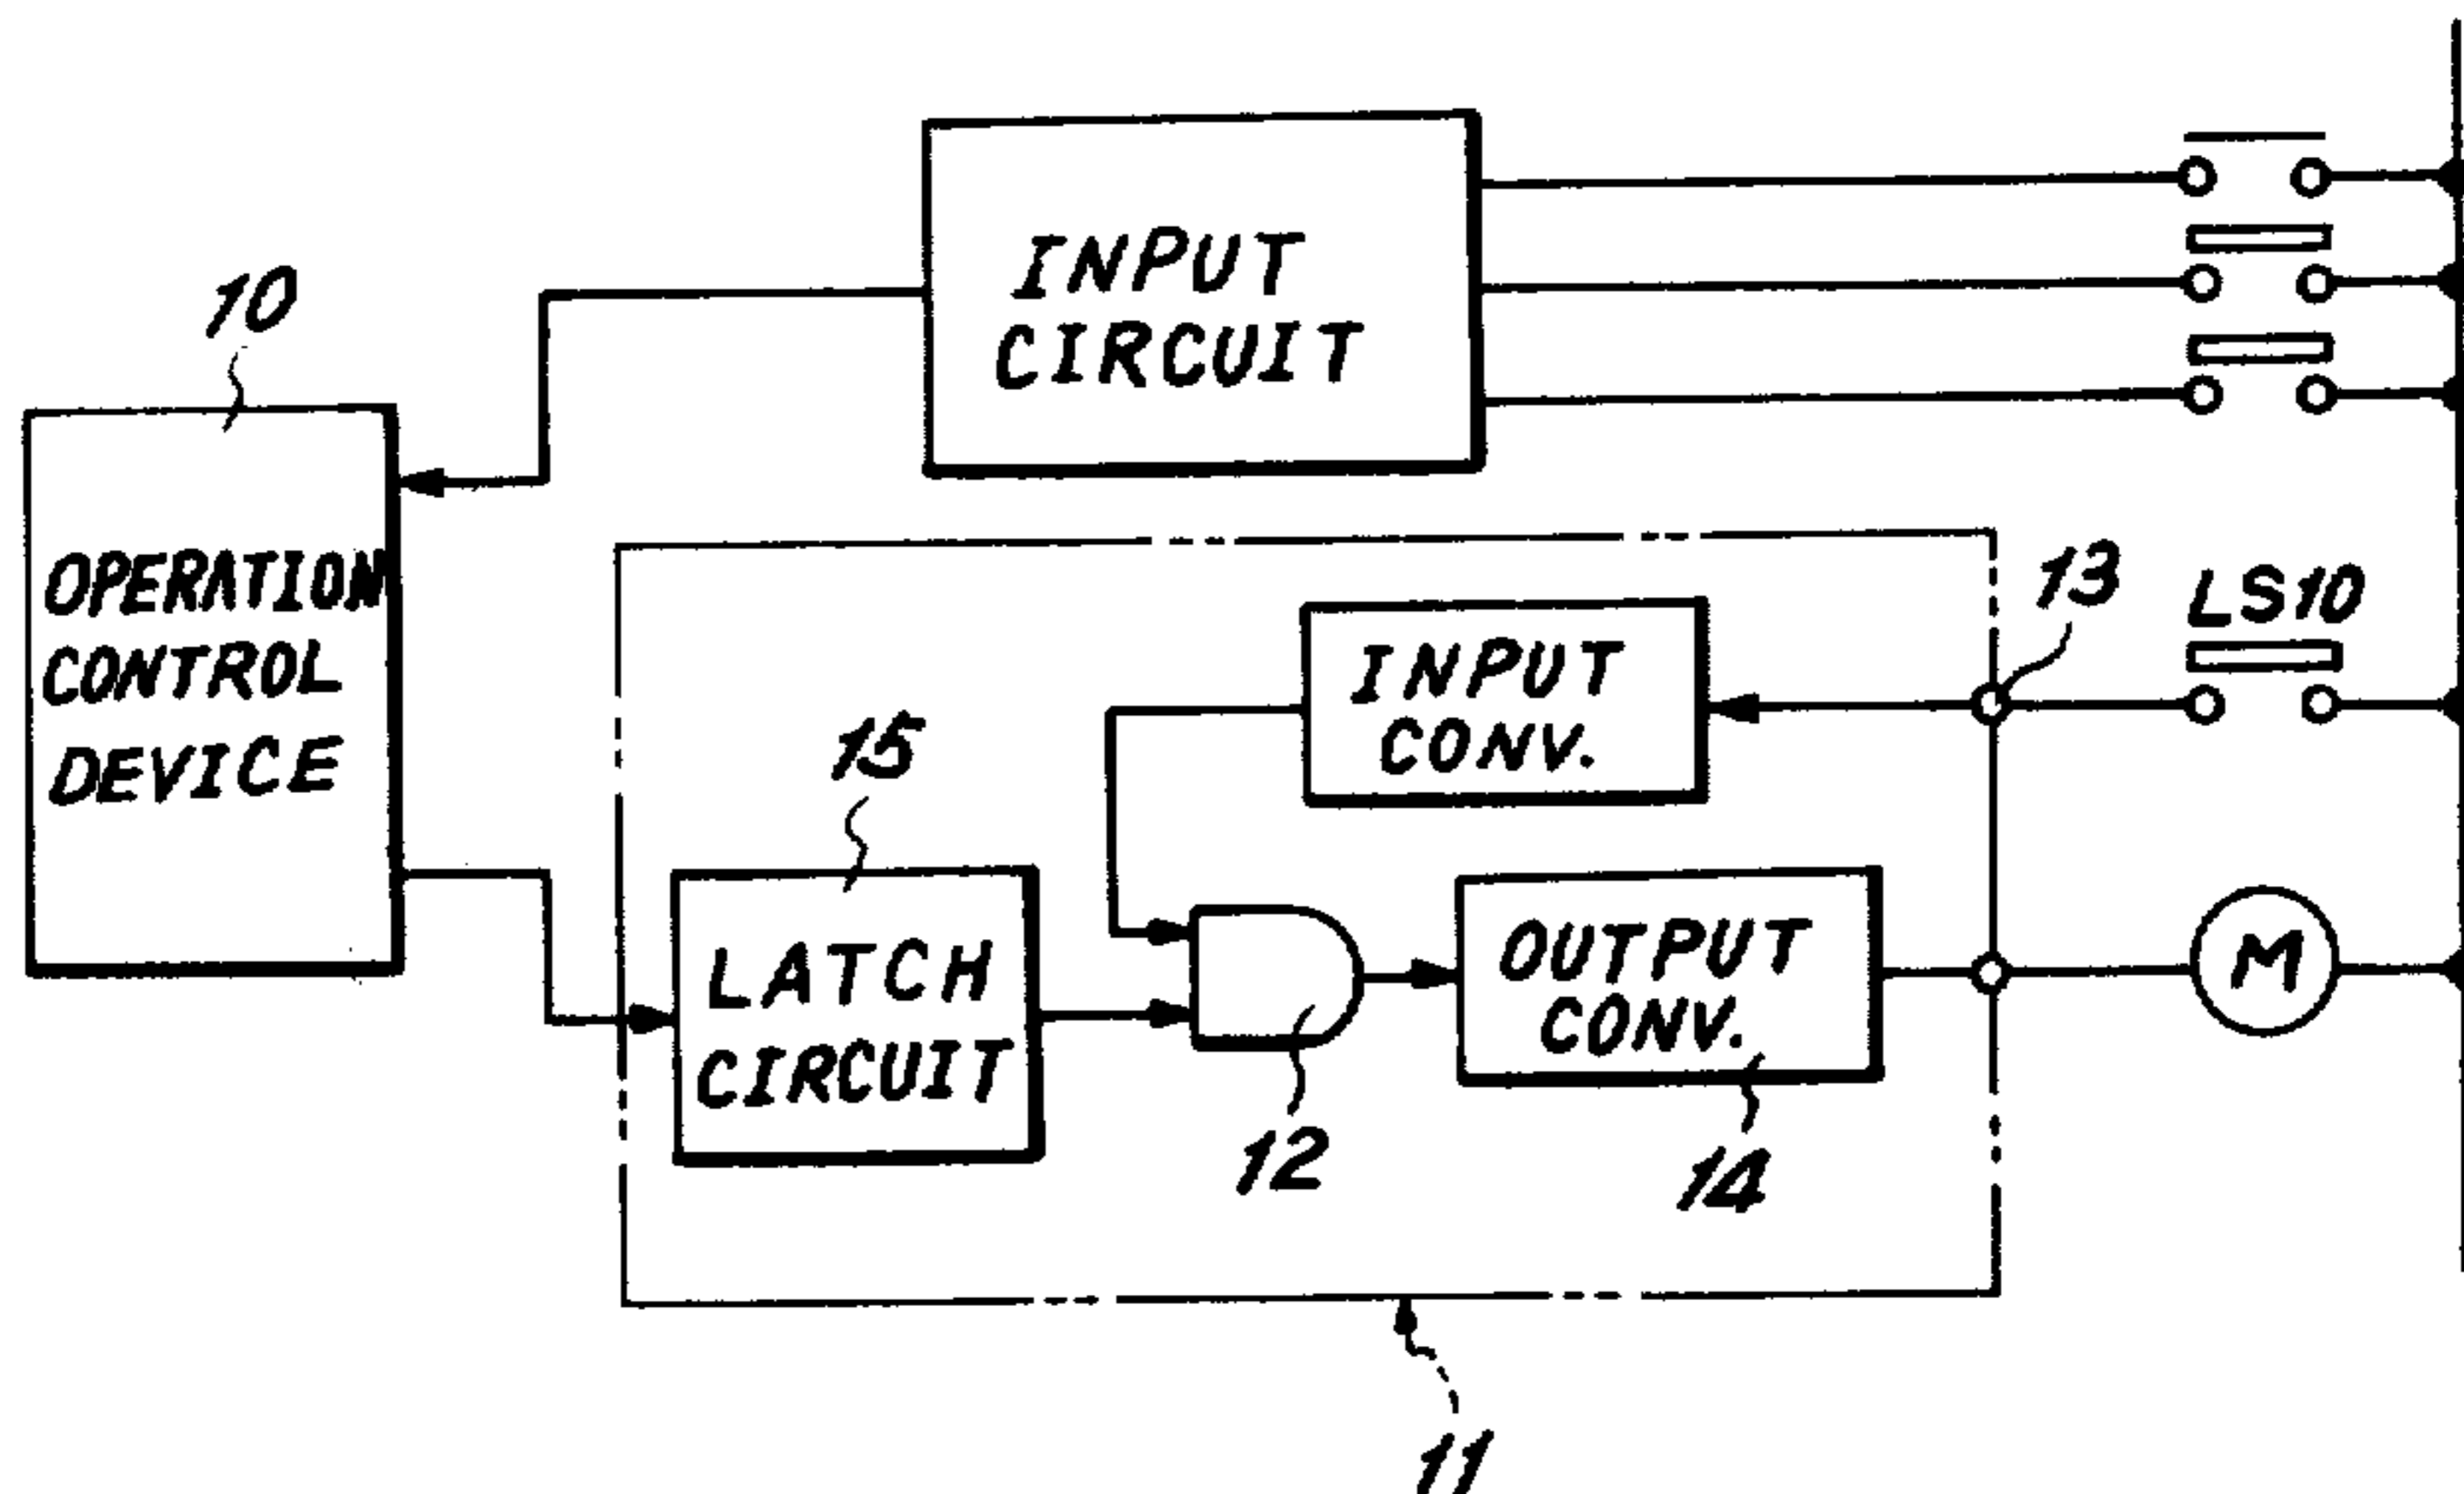 INPUT
CIRCUIT
10
OPERATION
CONTROL
DEVICE
13
LS10
INPUT
CONV.
15
LATCH
CIRCUIT
OUTPUT
CONV.
M
12
14
11